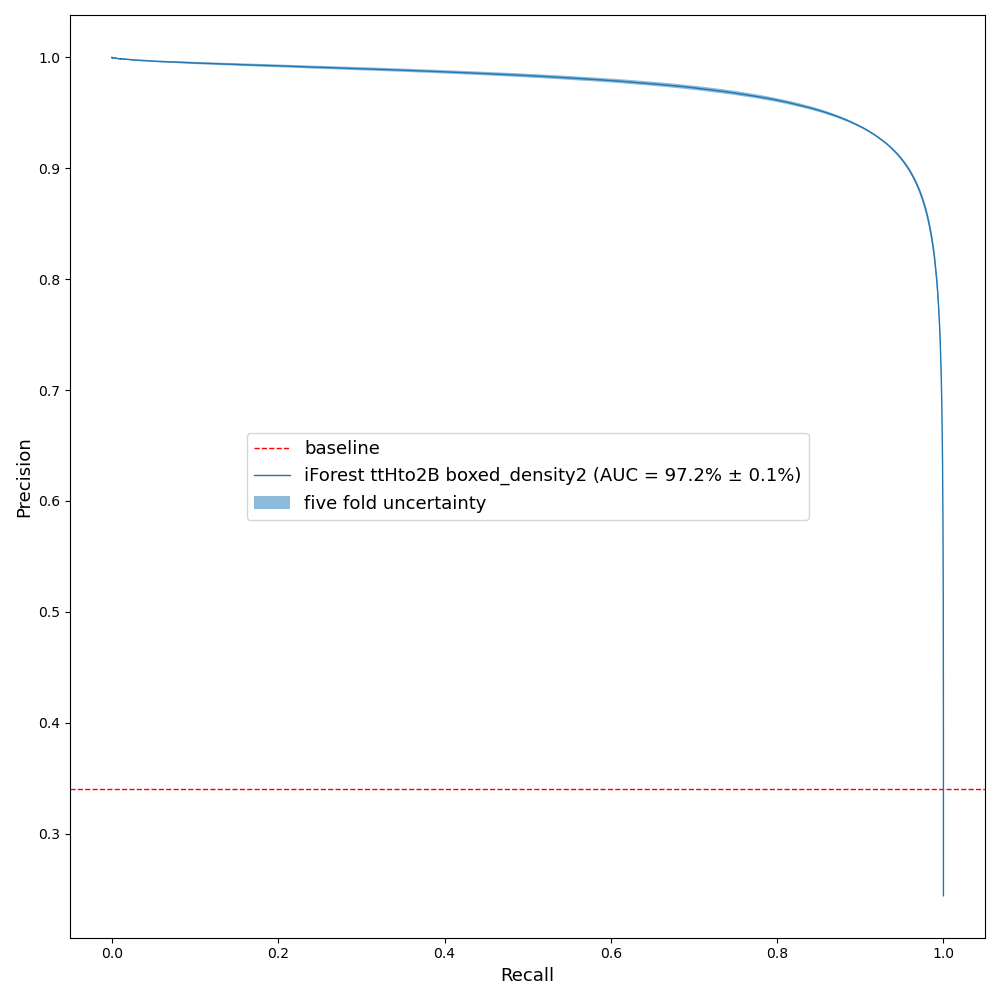 1.0
0.9
0.8
0.7
0.6
0.5
0.4
0.3
Precision
baseline
iForest ttHto2B boxed_density2 (AUC = 97.2% ± 0.1%)
five fold uncertainty
0.0 0.2 0.4 0.6 0.8 1.0
Recall